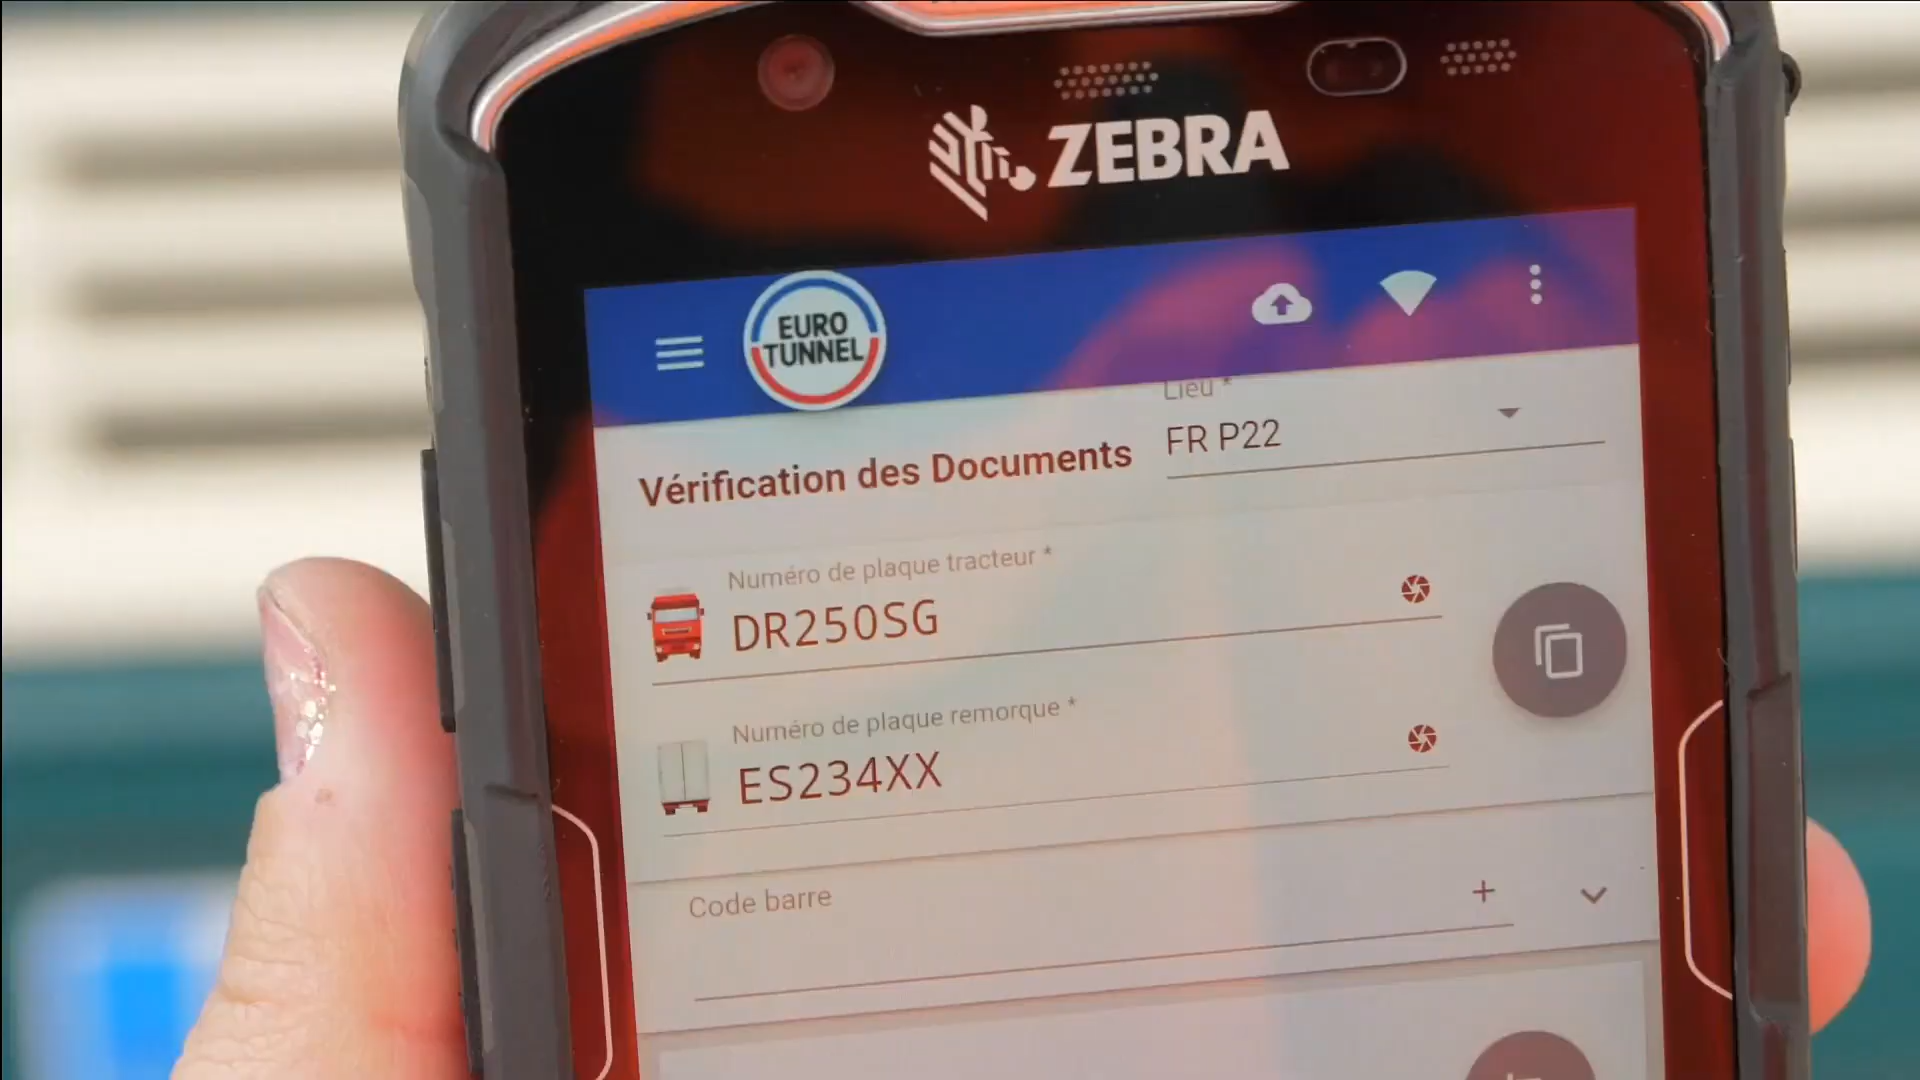 ZEBRA
EURO
TUNNEL
Lieu *
FR P22
Vérification des Documents
Numéro de plaque tracteur *
DR250SG
Numéro de plaque remorque *
ES234XX
Code barre